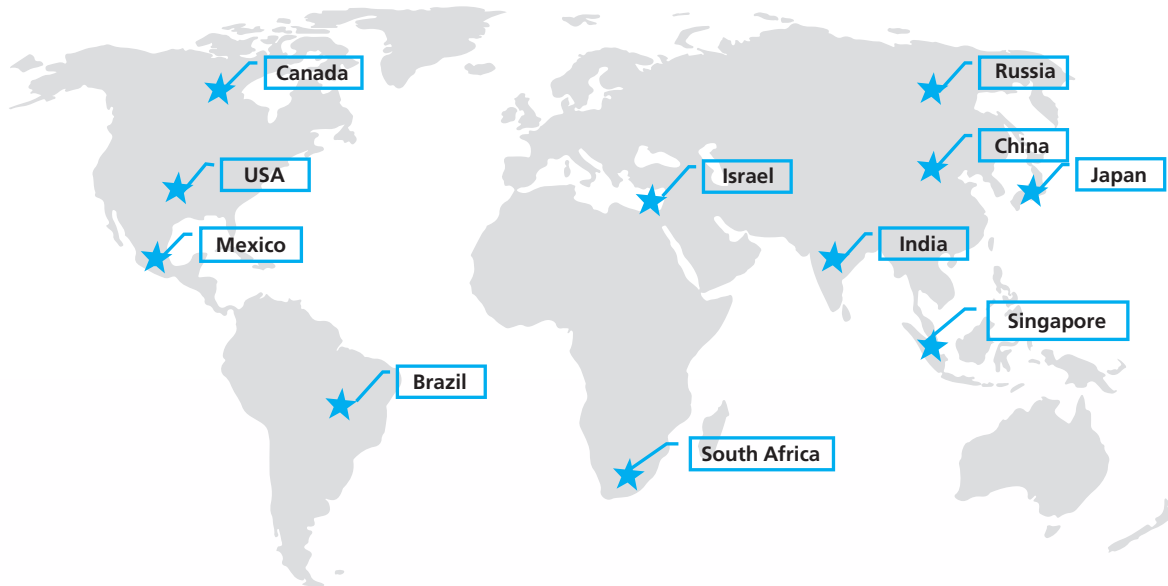 Canada
Russia
China
USA
Israel
Japan
Mexico
India
Singapore
Brazil
South Africa